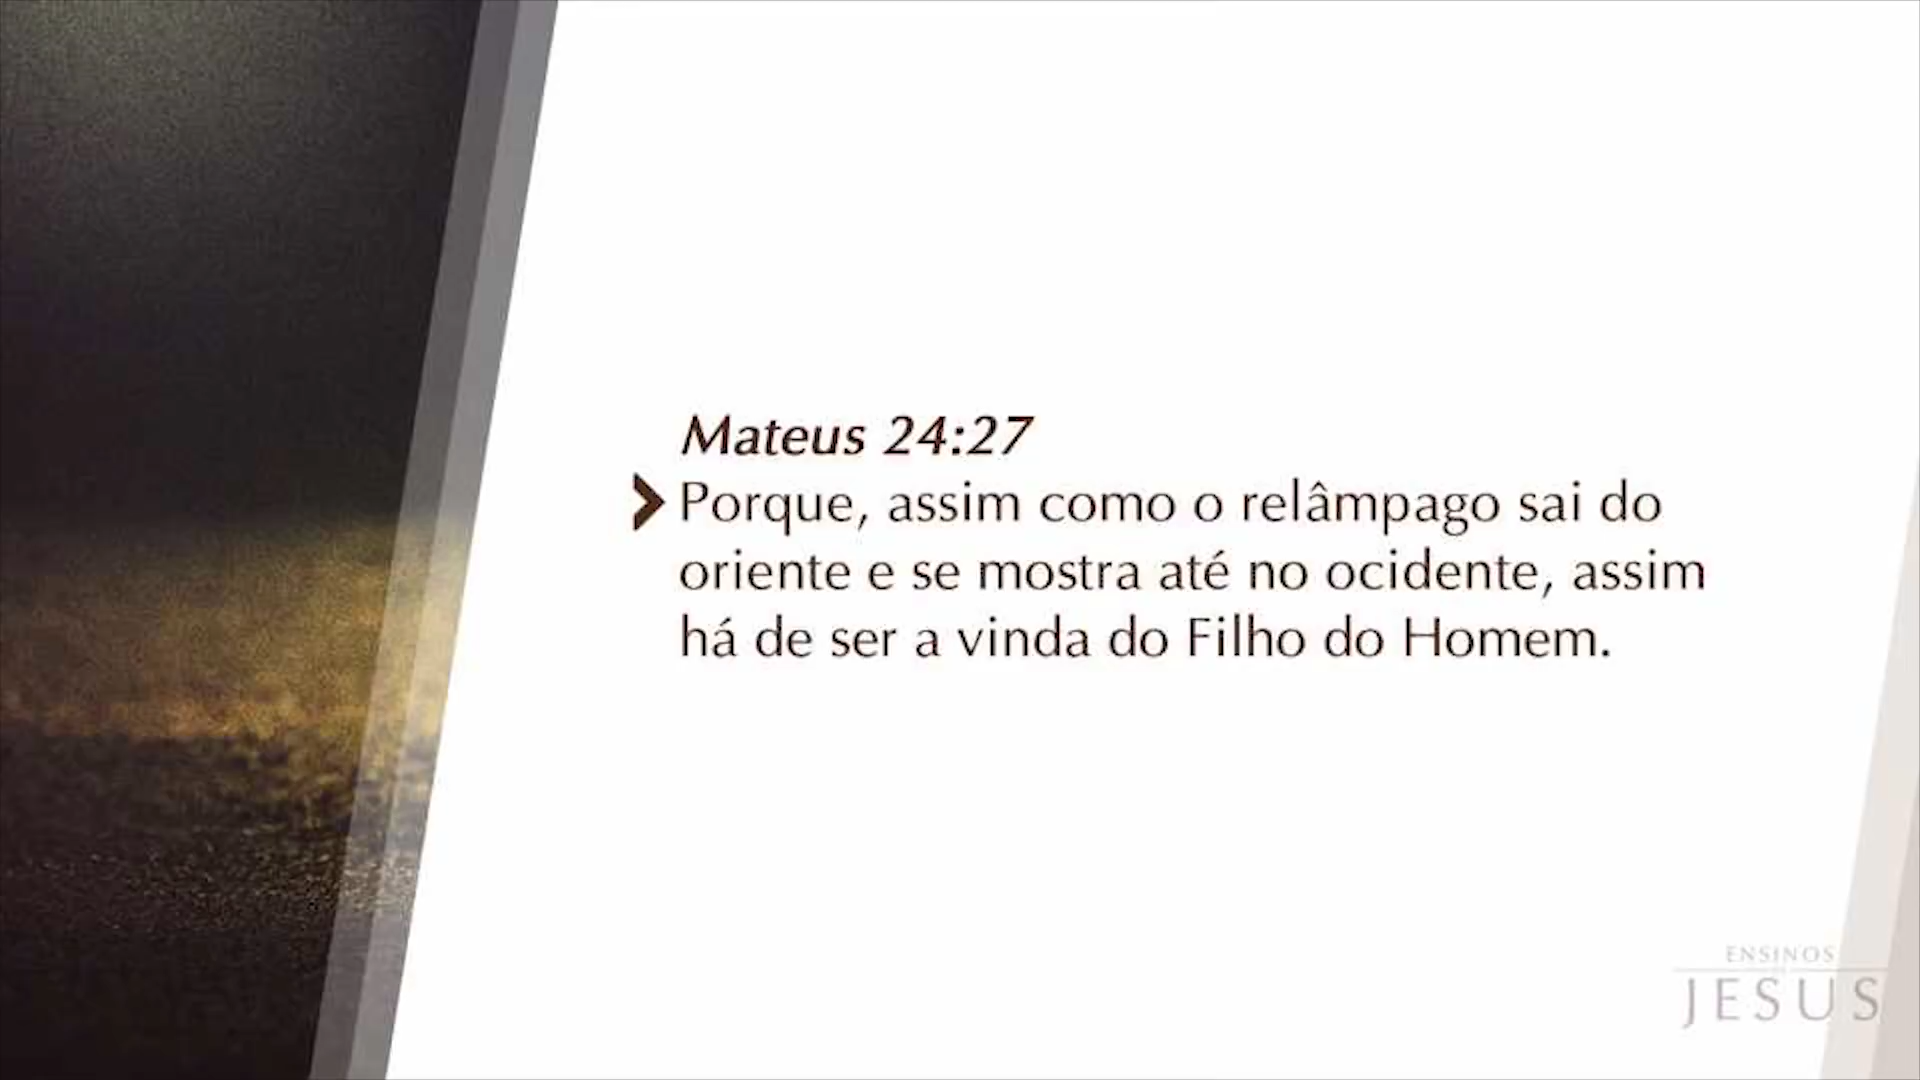 Mateus 24:27
Porque, assim como o relâmpago sai do
oriente e se mostra até no ocidente, assim
há de ser a vinda do Filho do Homem.
ENSINOS
JESUS